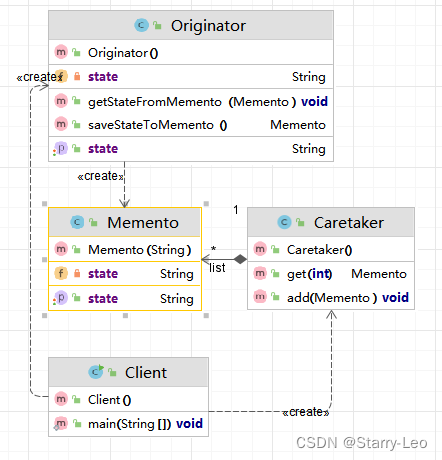 Originator
Originator()
«create»
state String
getStateFromMemento (Memento) void
saveStateToMemento () Memento
state String
«create»
Memento
Memento(String)
state String
state String
1
*
list
Caretaker
Caretaker()
get(int) Memento
add(Memento) void
Client
Client()
main(String[]) void
«create»
CSDN @Starry-Leo